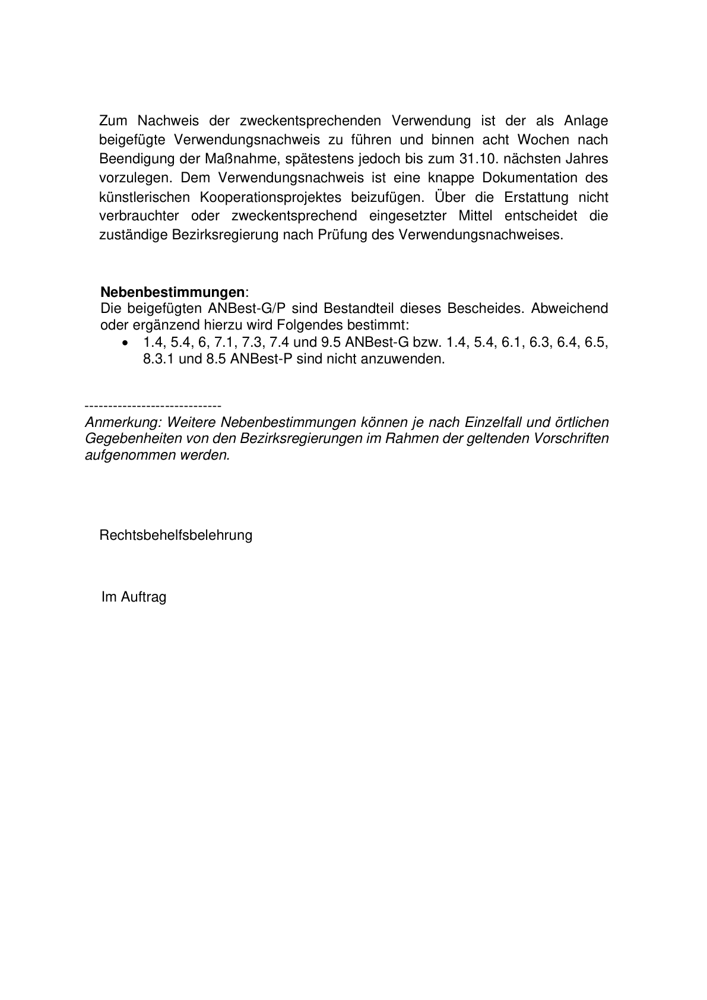 Zum Nachweis der zweckentsprechenden Verwendung ist der als Anlage
beigefügte Verwendungsnachweis zu führen und binnen acht Wochen nach
Beendigung der Maßnahme, spätestens jedoch bis zum 31.10. nächsten Jahres
vorzulegen. Dem Verwendungsnachweis ist eine knappe Dokumentation des
künstlerischen Kooperationsprojektes beizufügen. Über die Erstattung nicht
verbrauchter oder zweckentsprechend eingesetzter Mittel entscheidet die
zuständige Bezirksregierung nach Prüfung des Verwendungsnachweises.
Nebenbestimmungen:
Die beigefügten ANBest-G/P sind Bestandteil dieses Bescheides. Abweichend
oder ergänzend hierzu wird Folgendes bestimmt:
• 1.4, 5.4, 6, 7.1, 7.3, 7.4 und 9.5 ANBest-G bzw. 1.4, 5.4, 6.1, 6.3, 6.4, 6.5,
8.3.1 und 8.5 ANBest-P sind nicht anzuwenden.
-----------------------------
Anmerkung: Weitere Nebenbestimmungen können je nach Einzelfall und örtlichen
Gegebenheiten von den Bezirksregierungen im Rahmen der geltenden Vorschriften
aufgenommen werden.
Rechtsbehelfsbelehrung
Im Auftrag